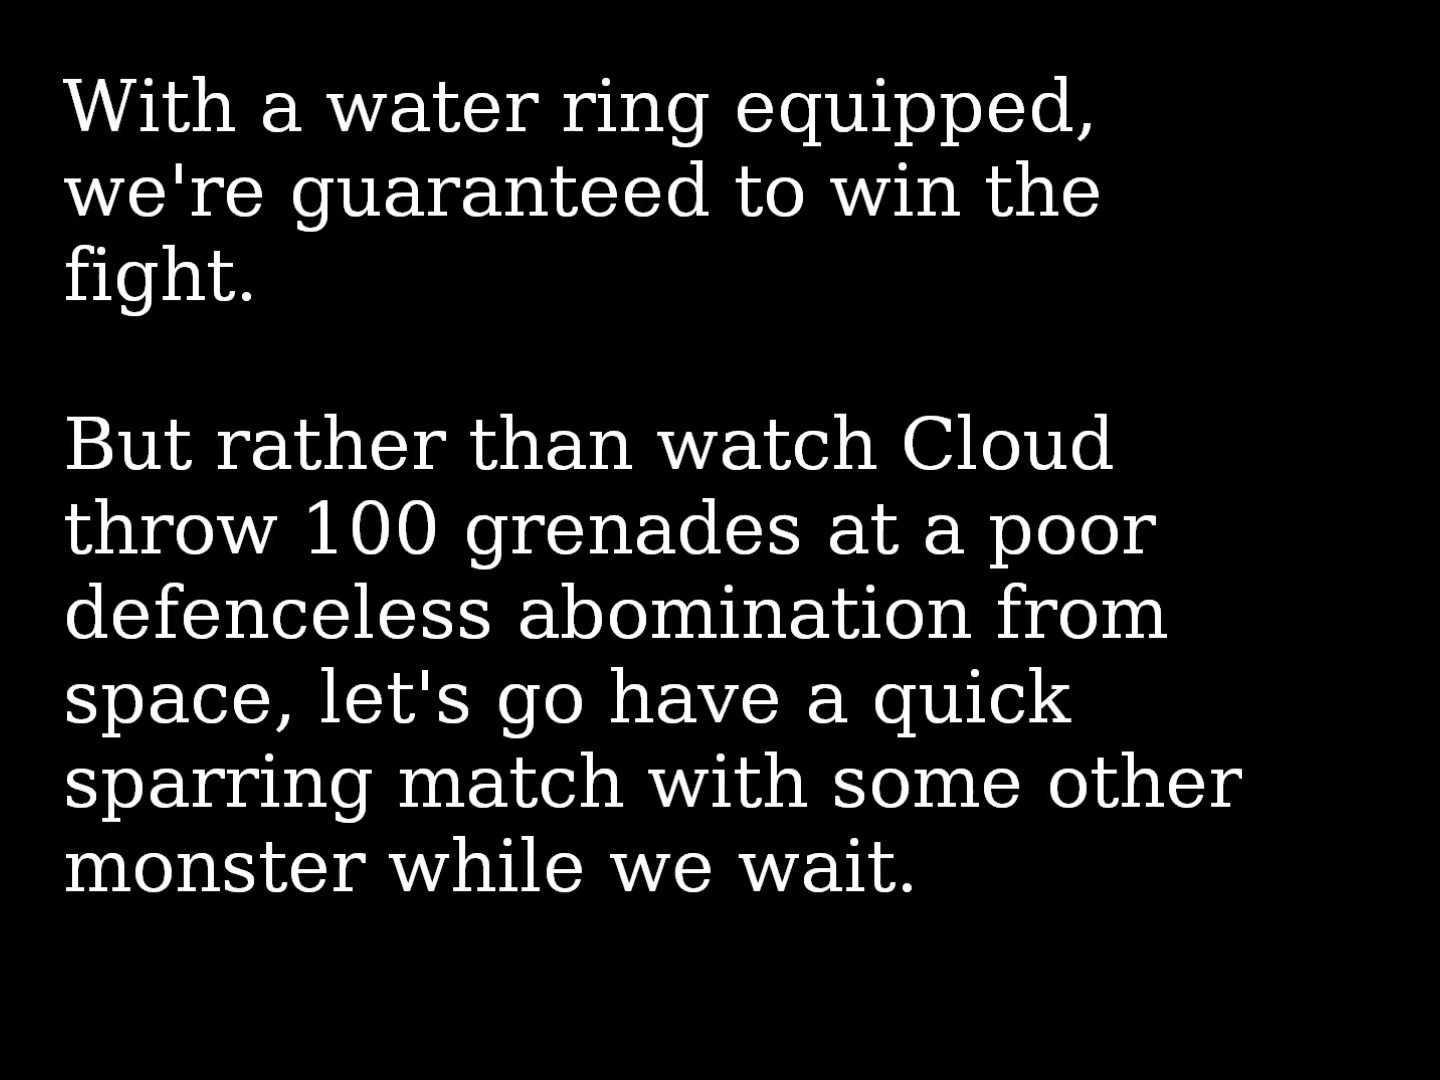 With a water ring equipped,
we're guaranteed to win the
fight.
But rather than watch Cloud
throw 100 grenades at a poor
defenceless abomination from
space, let's go have a quick
sparring match with some other
monster while we wait.